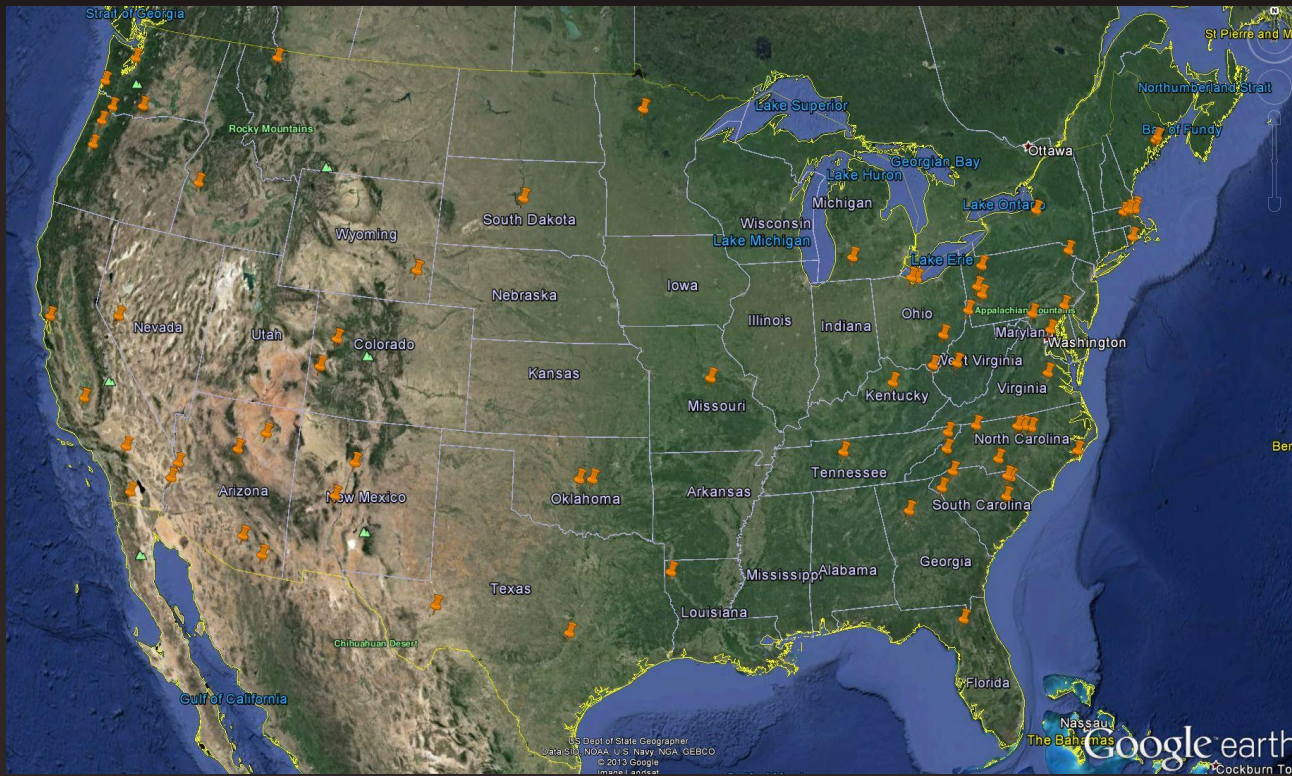 Strait of Georgia
St Pierre and M
N
Northumberland Strait
Lake Superior
Rocky Mountains
Bay of Fundy
Ottawa
Georgian Bay
Lake Huron
Michigan
Lake Ontario
South Dakota
Wisconsin
Wyoming
Lake Michigan
Lake Erie
Nebraska
Iowa
Ohio
Appalachian Mountains
Illinois
Indiana
Nevada
Utah
Colorado
Maryland
Washington
West Virginia
Kansas
Virginia
Kentucky
Missouri
North Carolina
Ber
Tennessee
Arizona
New Mexico
Oklahoma
Arkansas
South Carolina
Georgia
Mississippi
Alabama
Texas
Louisiana
Chihuahuan Desert
Florida
Gulf of California
Nassau
The Bahamas
Google earth
US Dept of State Geographer
Data SIO, NOAA, U.S. Navy, NGA, GEBCO
© 2013 Google
Image Landsat
Cockburn To